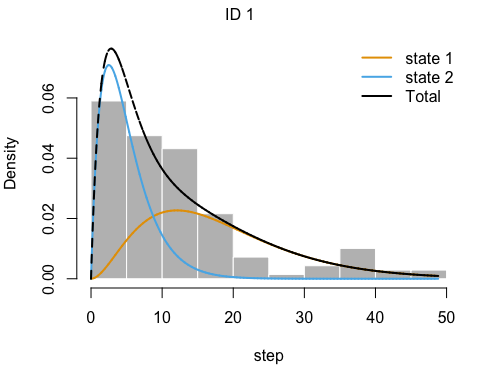 ID 1
state 1
state 2
Total
Density
0.06
0.04
0.02
0.00
0 10 20 30 40 50
step